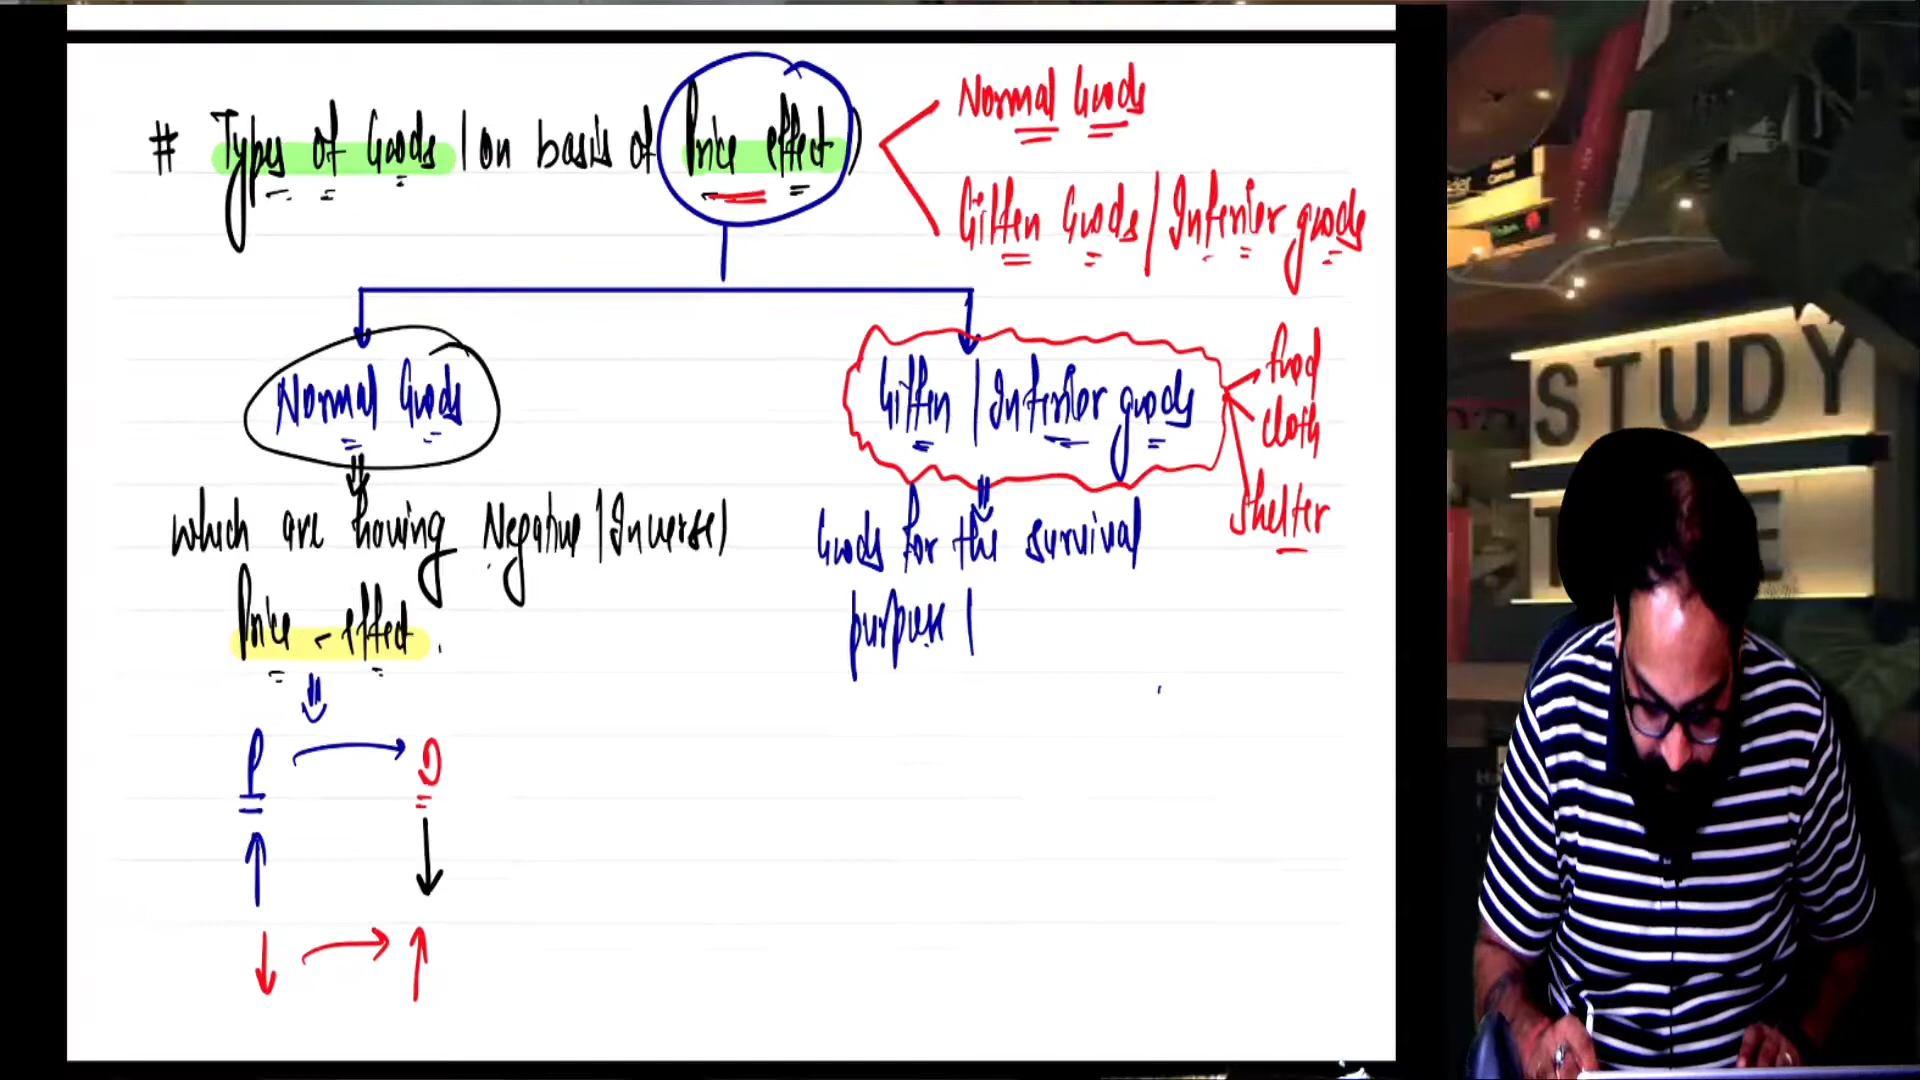 # Types of Goods (on basis of Price effect)
Normal Goods
Giffen Goods / Inferior goods
Normal Goods
Giffen / Inferior goods
food
cloth
shelter
which are having Negative (Inverse)
Price - effect.
Goods for the survival
purpose
P → D
↑ ↓
↓ → ↑
STUDY